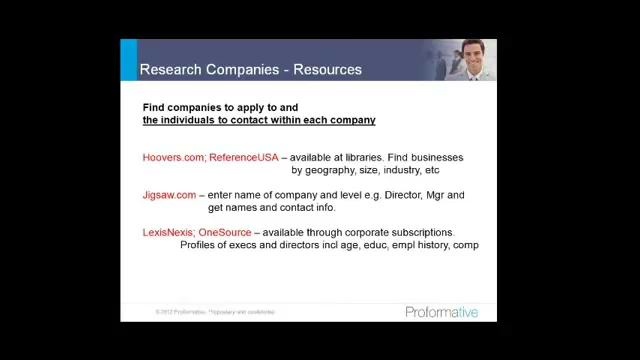 Research Companies - Resources
Find companies to apply to and
the individuals to contact within each company
Hoovers.com; ReferenceUSA – available at libraries. Find businesses
by geography, size, industry, etc
Jigsaw.com – enter name of company and level e.g. Director, Mgr and
get names and contact info.
LexisNexis; OneSource – available through corporate subscriptions.
Profiles of execs and directors incl age, educ, empl history, comp
© 2012 Proformative - Proprietary and confidential
Proformative